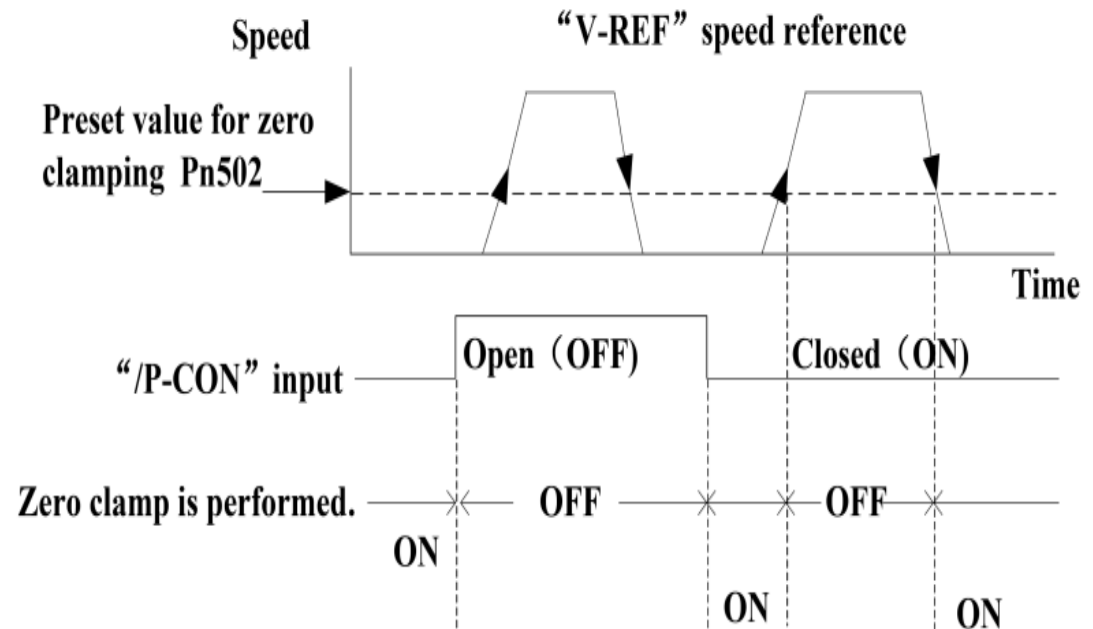 Speed
“V-REF” speed reference
Preset value for zero
clamping Pn502
Time
Open（OFF)
Closed（ON)
“/P-CON” input
Zero clamp is performed.
OFF
OFF
ON
ON
ON